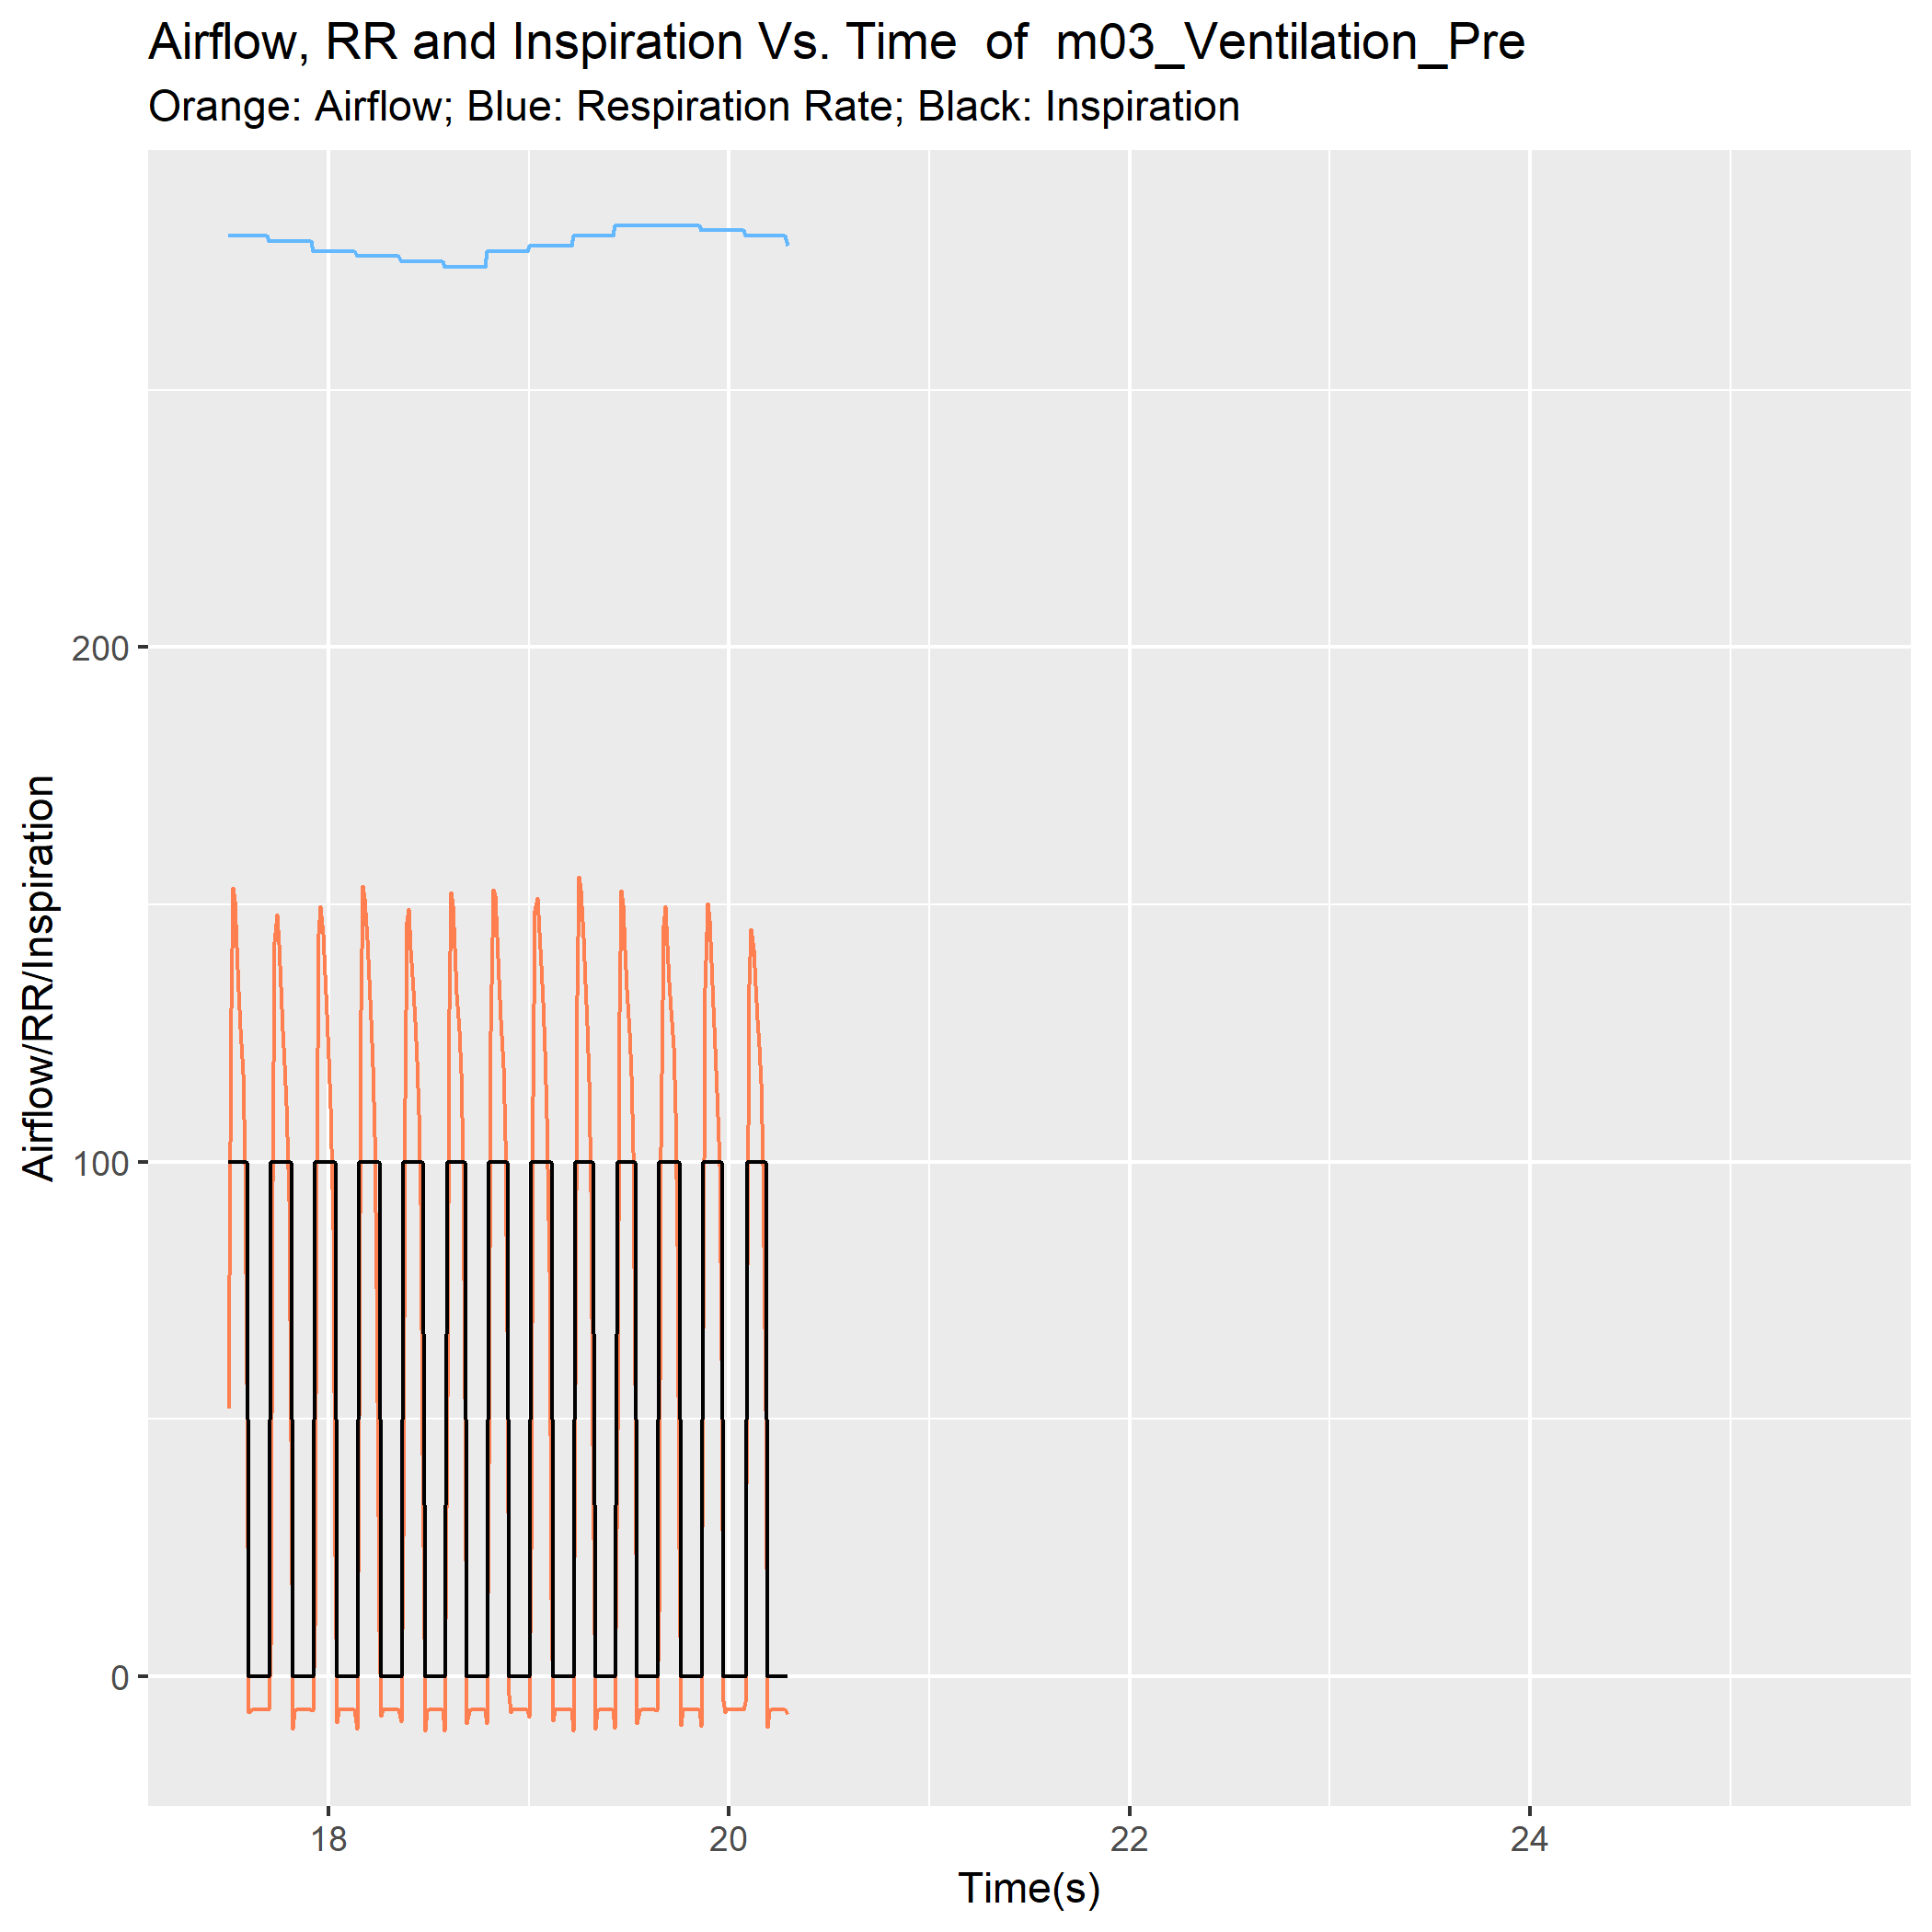 Airflow, RR and Inspiration Vs. Time  of  m03_Ventilation_Pre
Orange: Airflow; Blue: Respiration Rate; Black: Inspiration
Airflow/RR/Inspiration
200
100
0
18 20 22 24
Time(s)